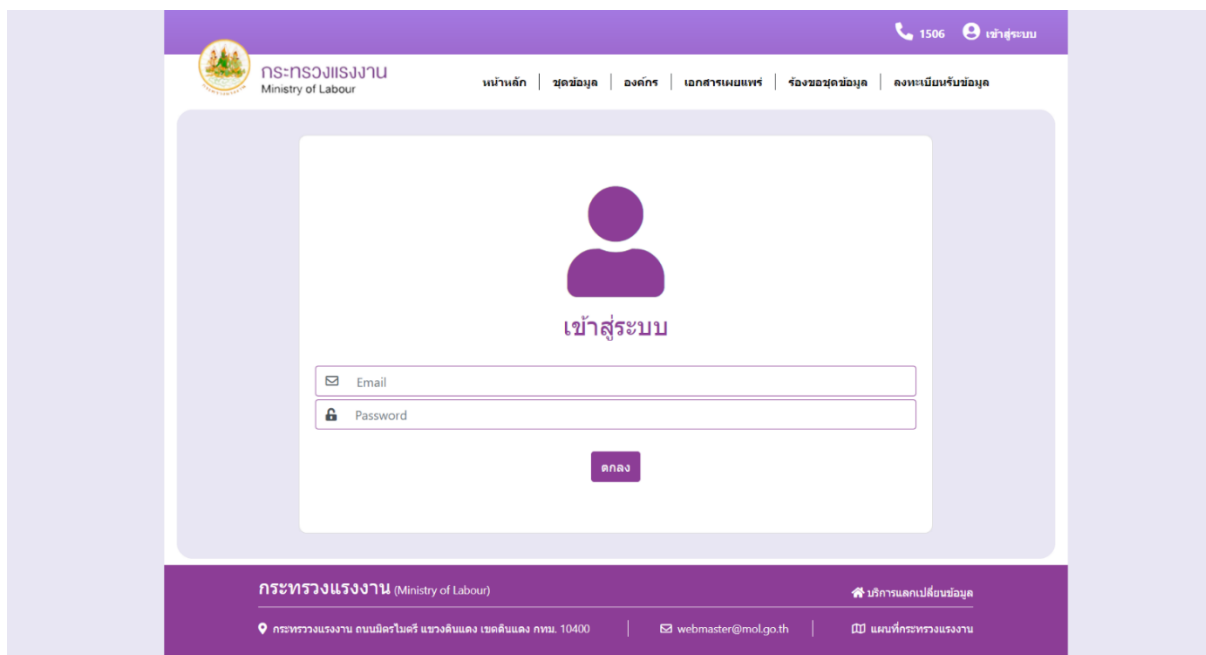 1506 เข้าสู่ระบบ
กระทรวงแรงงาน
Ministry of Labour
หน้าหลัก | ชุดข้อมูล | องค์กร | เอกสารเผยแพร่ | ร้องขอชุดข้อมูล | ลงทะเบียนรับข้อมูล
เข้าสู่ระบบ
Email
Password
ตกลง
กระทรวงแรงงาน (Ministry of Labour)
บริการแลกเปลี่ยนข้อมูล
กระทรววงแรงงาน ถนนมิตรไมตรี แขวงดินแดง เขตดินแดง กทม. 10400 | webmaster@mol.go.th | แผนที่กระทรวงแรงงาน